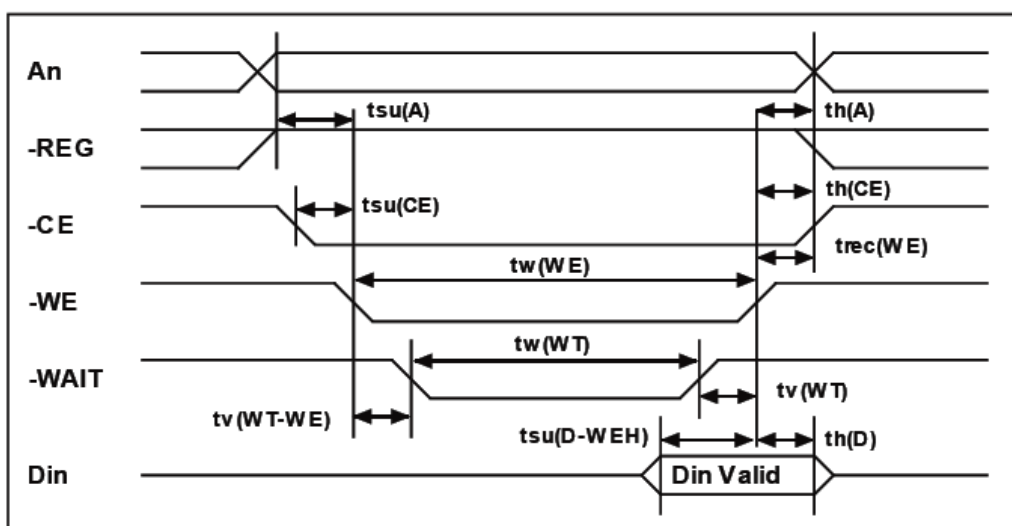 An
tsu(A)
th(A)
-REG
tsu(CE)
th(CE)
-CE
trec(WE)
tw(WE)
-WE
tw(WT)
-WAIT
tv(WT-WE)
tv(WT)
tsu(D-WEH)
th(D)
Din
Din Valid